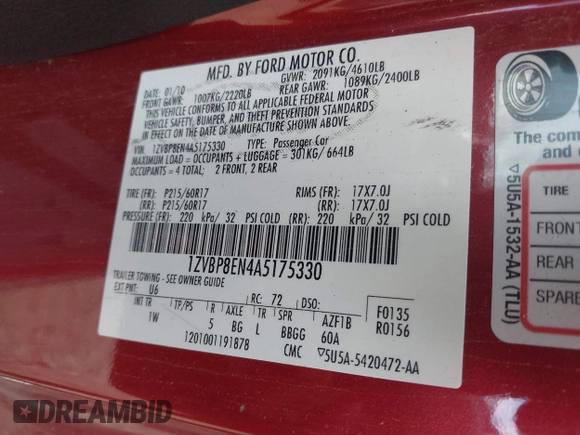 MFD. BY FORD MOTOR CO.
DATE: 01/10 GVWR: 2091KG/4610LB
FRONT GAWR: 1007KG/2220LB REAR GAWR: 1089KG/2400LB
THIS VEHICLE CONFORMS TO ALL APPLICABLE FEDERAL MOTOR
VEHICLE SAFETY, BUMPER, AND THEFT PREVENTION STANDARDS
IN EFFECT ON THE DATE OF MANUFACTURE SHOWN ABOVE.
VIN: 1ZVBP8EN4A5175330 TYPE: Passenger Car
MAXIMUM LOAD = OCCUPANTS + LUGGAGE = 301KG/ 664LB
OCCUPANTS = 4 TOTAL; 2 FRONT, 2 REAR
TIRE (FR): P215/60R17 RIMS (FR): 17X7.0J
(RR): P215/60R17 (RR): 17X7.0J
PRESSURE (FR): 220 kPa/ 32 PSI COLD (RR): 220 kPa/ 32 PSI COLD
1ZVBP8EN4A5175330
TRAILER TOWING - SEE OWNER GUIDE
EXT PNT: U6 RC: 72 DSO: F0135
INT TR TP/PS R AXLE TR SPR AZF1B R0156
1W 5 BG L BBGG 60A
1201001191878 CMC 5U5A-5420472-AA
The com
and c
TIRE
FRONT
REAR
SPARE
5U5A-1532-AA (TLU)
DREAMBID